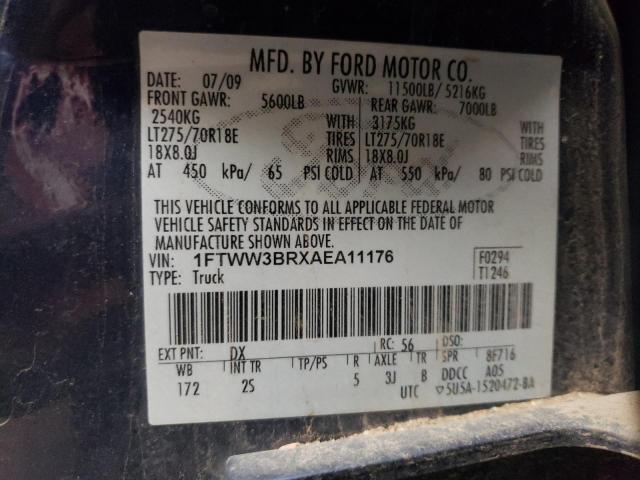 MFD. BY FORD MOTOR CO.
DATE: 07/09 GVWR: 11500LB/ 5216KG
FRONT GAWR: 5600LB REAR GAWR: 7000LB
2540KG WITH 3175KG WITH
LT275/70R18E TIRES LT275/70R18E TIRES
18X8.0J RIMS 18X8.0J RIMS
AT 450 kPa/ 65 PSI COLD AT 550 kPa/ 80 PSI COLD
THIS VEHICLE CONFORMS TO ALL APPLICABLE FEDERAL MOTOR
VEHICLE SAFETY STANDARDS IN EFFECT ON THE DATE OF
MANUFACTURE SHOWN ABOVE.
VIN: 1FTWW3BRXAEA11176 F0294
TYPE: Truck T1246
EXT PNT: DX RC: 56 DSO:
WB INT TR TP/PS R AXLE TR SPR 8F716
172 2S 5 3J B DDCC A05
UTC ▽5U5A-1520472-BA